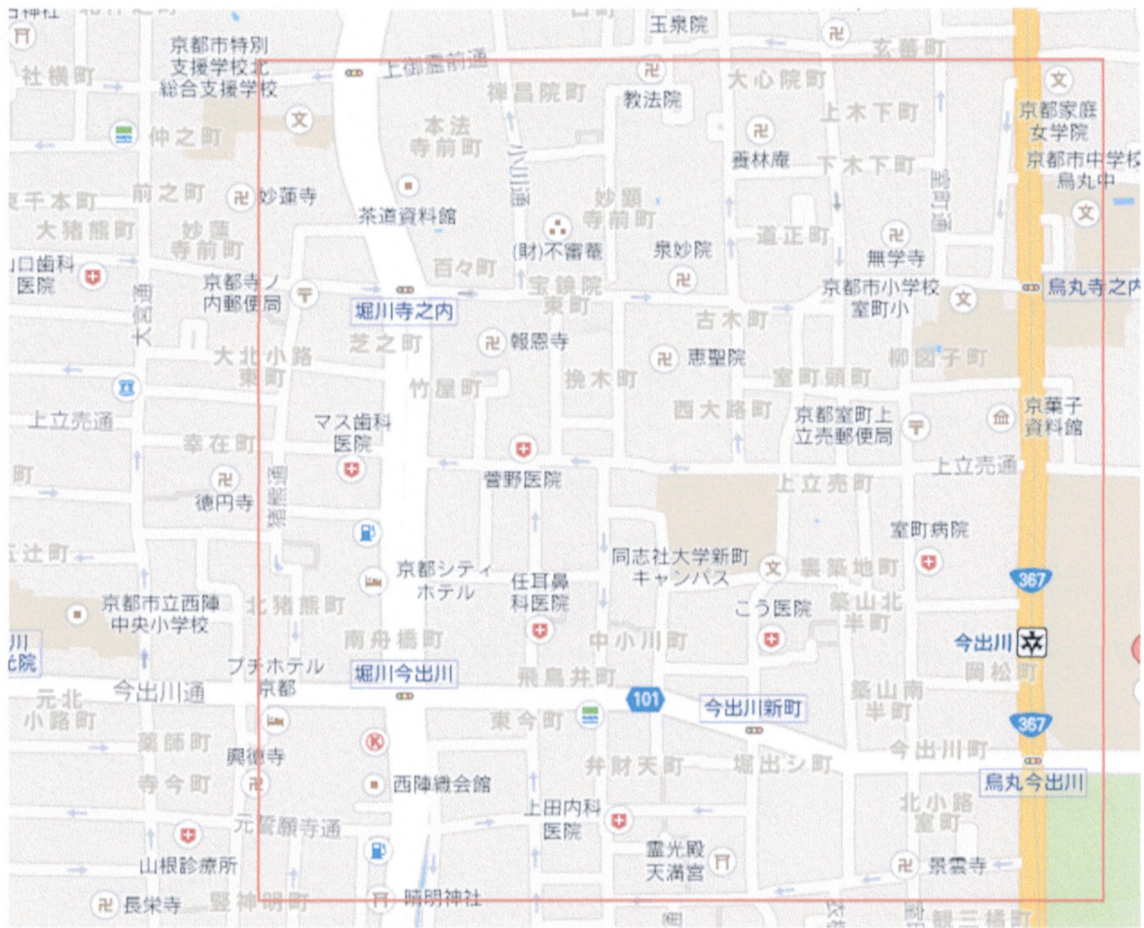 玉泉院
玄蕃町
京都市特別
支援学校北
総合支援学校
上御霊前通
社横町
禅昌院町
教法院
大心院町
上木下町
京都家庭
女学院
仲之町
本法
寺前町
養林庵
下木下町
京都市中学校
烏丸中
前之町
妙蓮寺
小川通
妙顕
寺前町
室町通
大猪熊町
妙蓮
寺前町
茶道資料館
(財)不審菴
泉妙院
道正町
無学寺
山口歯科
医院
京都寺ノ
内郵便局
百々町
宝鏡院
東町
京都市小学校
室町小
烏丸寺之内
堀川寺之内
大宮通
古木町
芝之町
報恩寺
恵聖院
柳図子町
大北小路
東町
竹屋町
挽木町
室町頭町
上立売通
マス歯科
医院
西大路町
京都室町上
立売郵便局
京菓子
資料館
幸在町
徳円寺
猪熊通
菅野医院
上立売町
上立売通
室町病院
五辻町
京都シティ
ホテル
任耳鼻
科医院
同志社大学新町
キャンパス
裏築地町
367
京都市立西陣
中央小学校
北猪熊町
こう医院
築山北
半町
南舟橋町
中小川町
今出川
岡松町
プチホテル
京都
堀川今出川
飛鳥井町
101
今出川新町
築山南
半町
元北
小路町
今出川通
東今町
367
薬師町
興徳寺
弁財天町
堀出シ町
今出川町
寺今町
西陣織会館
烏丸今出川
元誓願寺通
上田内科
医院
北小路
室町
山根診療所
霊光殿
天満宮
景雲寺
長栄寺
竪神明町
晴明神社
観三橘町